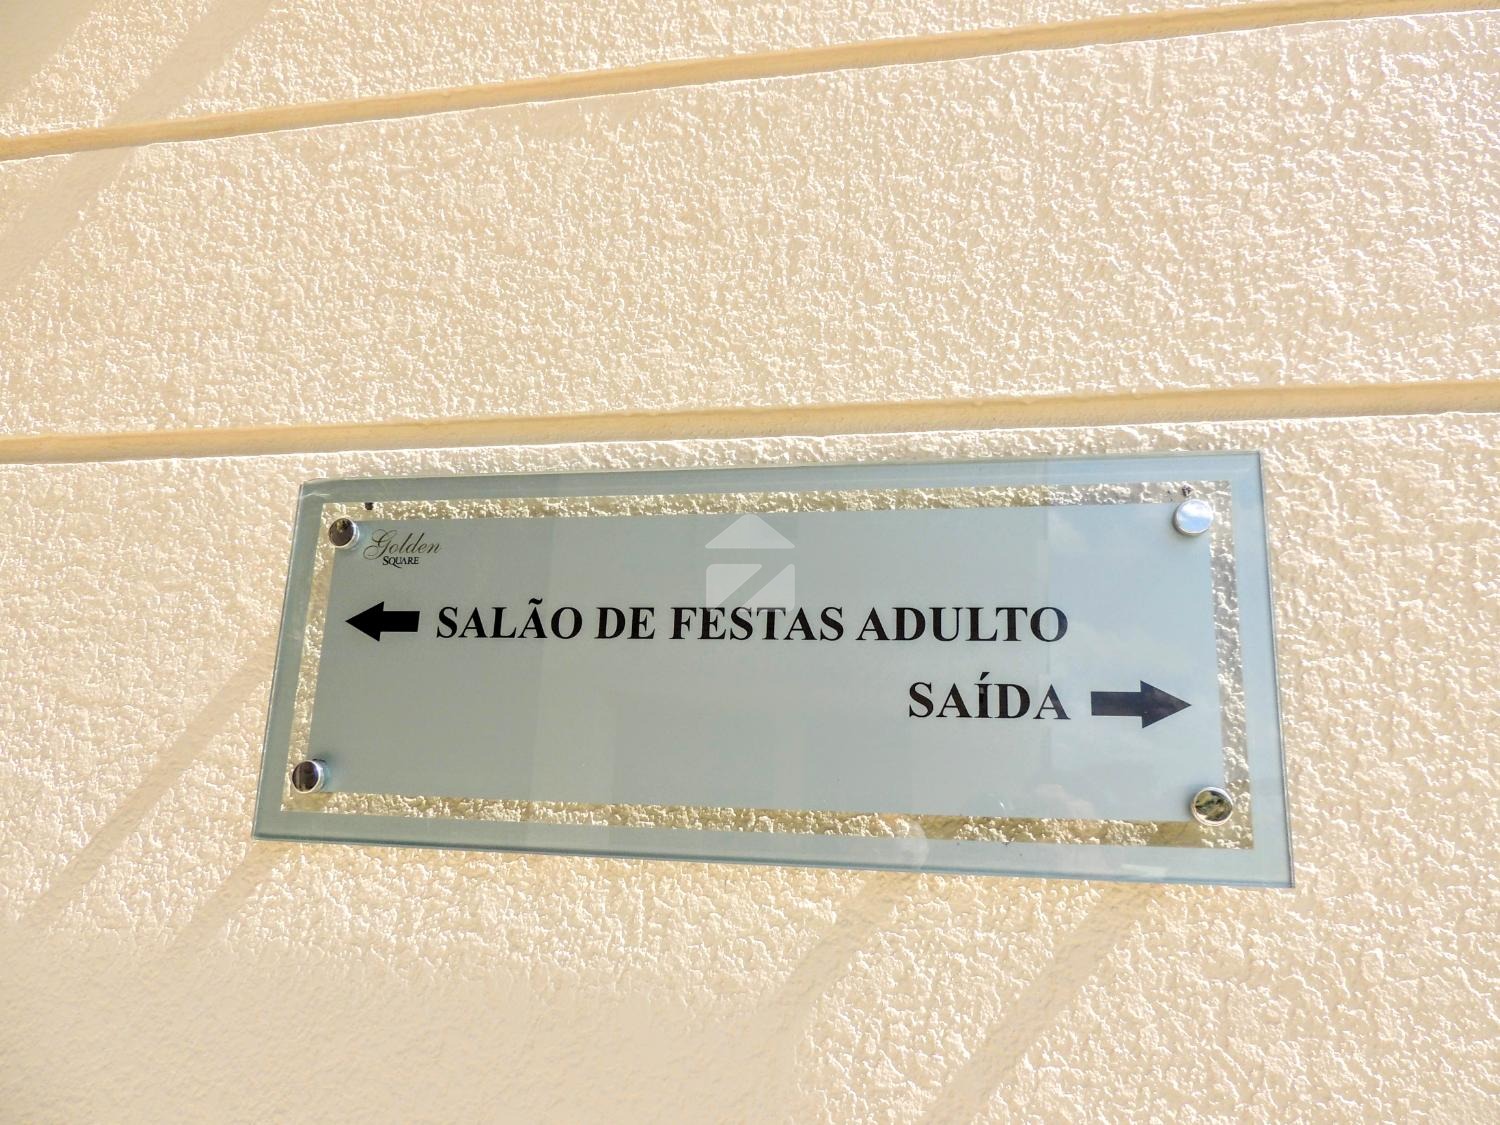 Golden
SQUARE
SALÃO DE FESTAS ADULTO
SAÍDA